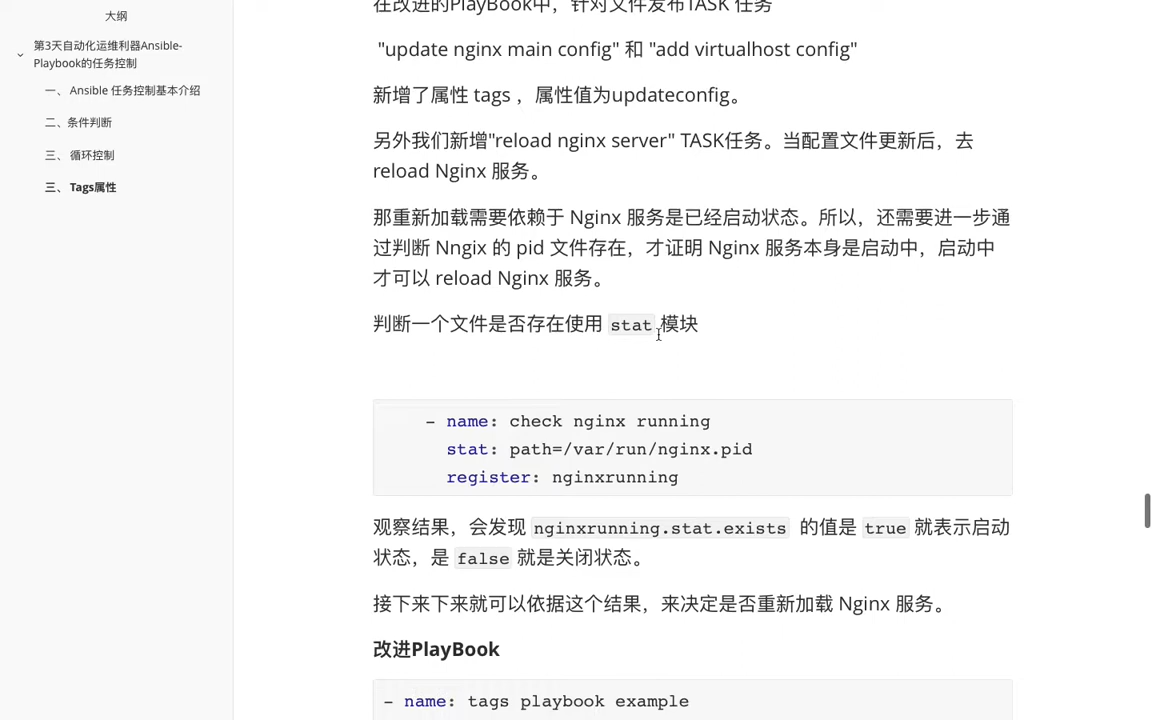 大纲
第3天自动化运维利器Ansible-
Playbook的任务控制
一、 Ansible 任务控制基本介绍
二、条件判断
三、 循环控制
三、 Tags属性
在改进的PlayBook中，针对文件发布TASK 任务
"update nginx main config" 和 "add virtualhost config"
新增了属性 tags ，属性值为updateconfig。
另外我们新增"reload nginx server" TASK任务。当配置文件更新后，去
reload Nginx 服务。
那重新加载需要依赖于 Nginx 服务是已经启动状态。所以，还需要进一步通
过判断 Nngix 的 pid 文件存在，才证明 Nginx 服务本身是启动中，启动中
才可以 reload Nginx 服务。
判断一个文件是否存在使用 stat 模块
- name: check nginx running
stat: path=/var/run/nginx.pid
register: nginxrunning
观察结果，会发现 nginxrunning.stat.exists 的值是 true 就表示启动
状态，是 false 就是关闭状态。
接下来下来就可以依据这个结果，来决定是否重新加载 Nginx 服务。
改进PlayBook
- name: tags playbook example